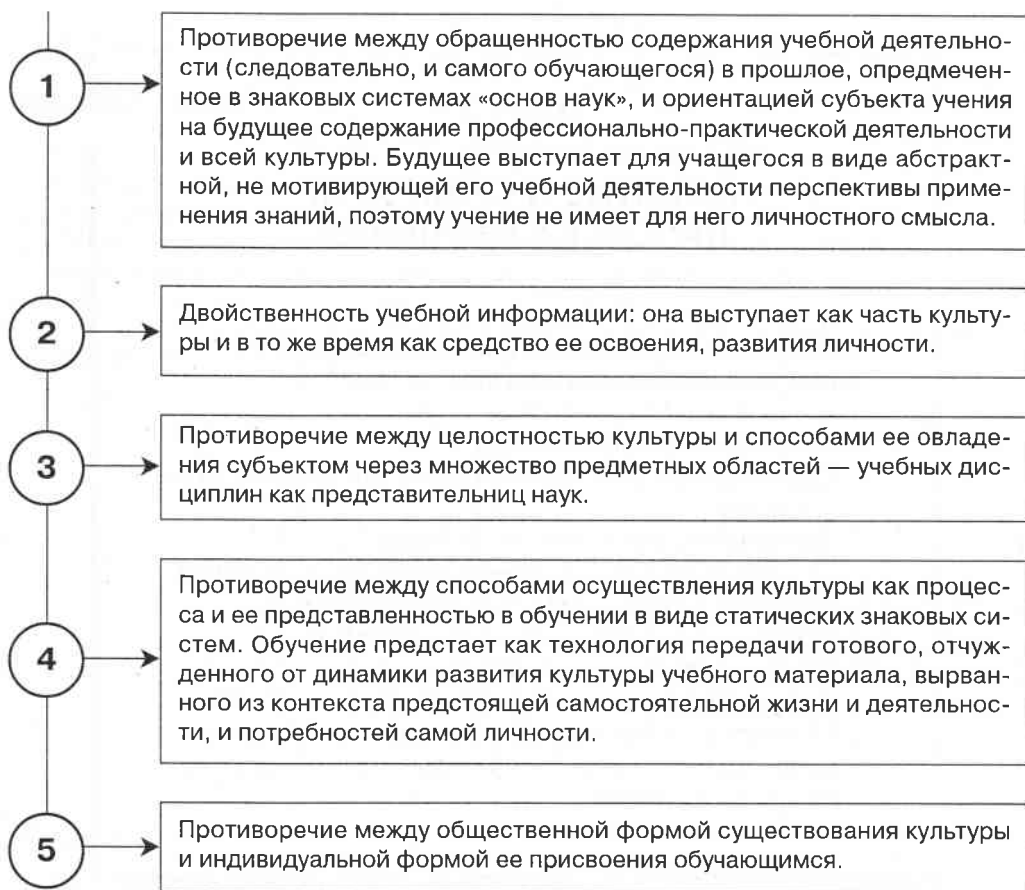 1
Противоречие между обращенностью содержания учебной деятельно-
сти (следовательно, и самого обучающегося) в прошлое, опредмечен-
ное в знаковых системах «основ наук», и ориентацией субъекта учения
на будущее содержание профессионально-практической деятельности
и всей культуры. Будущее выступает для учащегося в виде абстракт-
ной, не мотивирующей его учебной деятельности перспективы приме-
нения знаний, поэтому учение не имеет для него личностного смысла.
2
Двойственность учебной информации: она выступает как часть культу-
ры и в то же время как средство ее освоения, развития личности.
3
Противоречие между целостностью культуры и способами ее овладе-
ния субъектом через множество предметных областей — учебных дис-
циплин как представительниц наук.
4
Противоречие между способами осуществления культуры как процес-
са и ее представленностью в обучении в виде статических знаковых си-
стем. Обучение предстает как технология передачи готового, отчуж-
денного от динамики развития культуры учебного материала, вырван-
ного из контекста предстоящей самостоятельной жизни и деятельнос-
ти, и потребностей самой личности.
5
Противоречие между общественной формой существования культуры
и индивидуальной формой ее присвоения обучающимся.